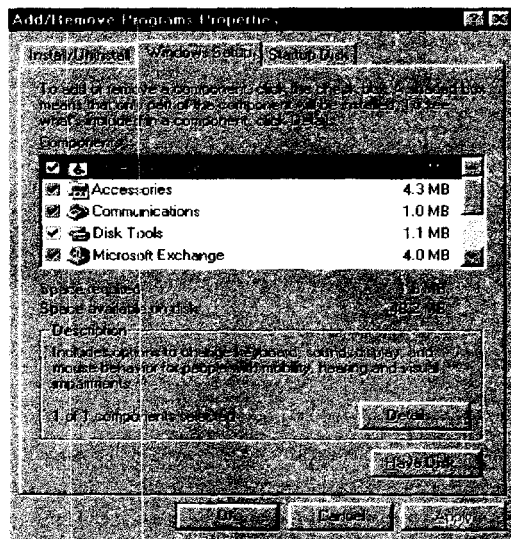 Add/Remove Programs Properties
Install/Uninstall Windows Setup Startup Disk
To add or remove a component, click the check box. A shaded box
means that only part of the component will be installed. To see
what's included in a component, click Details.
Components:
Accessories 4.3 MB
Communications 1.0 MB
Disk Tools 1.1 MB
Microsoft Exchange 4.0 MB
Space required:
Space available on disk:
Description
Includes options to change keyboard, sound, display, and
mouse behavior for people with mobility, hearing and visual
impairments.
1 of 1 components selected
Details...
Have Disk...
OK Cancel Apply